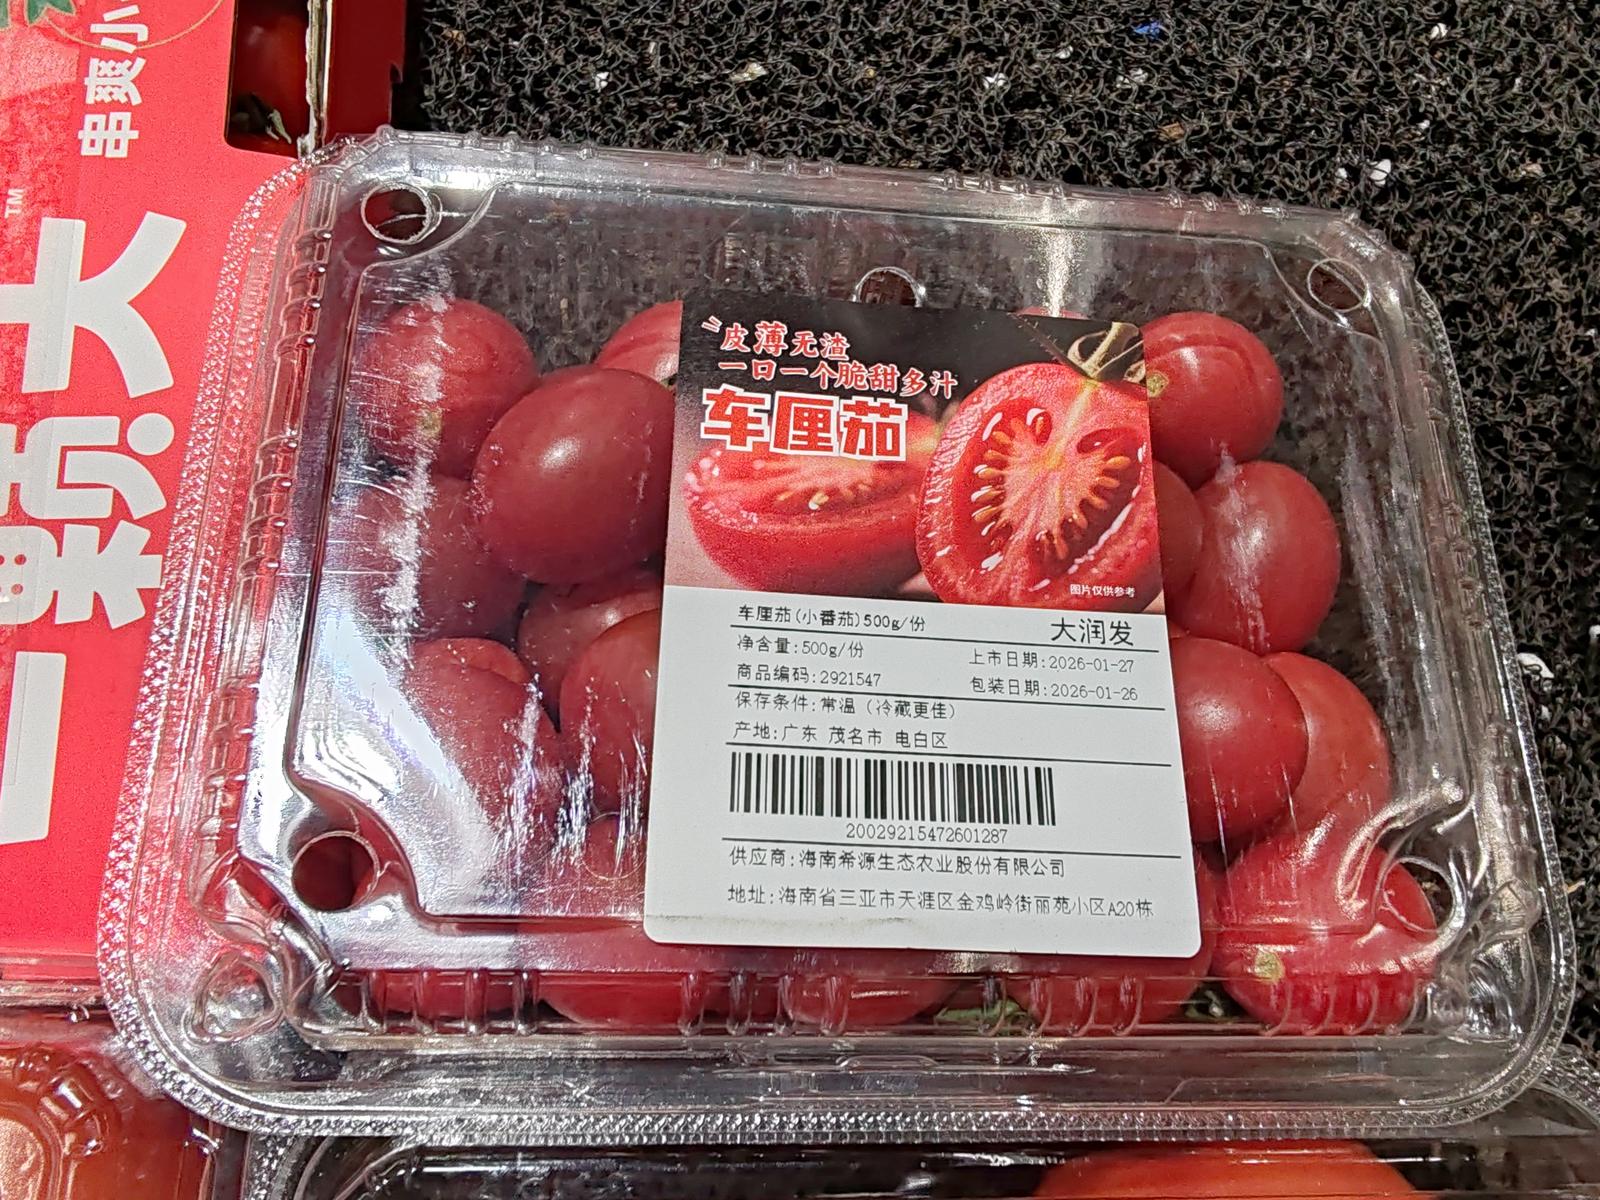 串爽小
TM
大
皮薄无渣
一口一个脆甜多汁
车厘茄
图片仅供参考
车厘茄(小番茄)500g/份
大润发
净含量:500g/份
上市日期:2026-01-27
商品编码:2921547
包装日期:2026-01-26
保存条件:常温（冷藏更佳）
产地:广东 茂名市 电白区
20029215472601287
供应商:海南希源生态农业股份有限公司
地址:海南省三亚市天涯区金鸡岭街丽苑小区A20栋